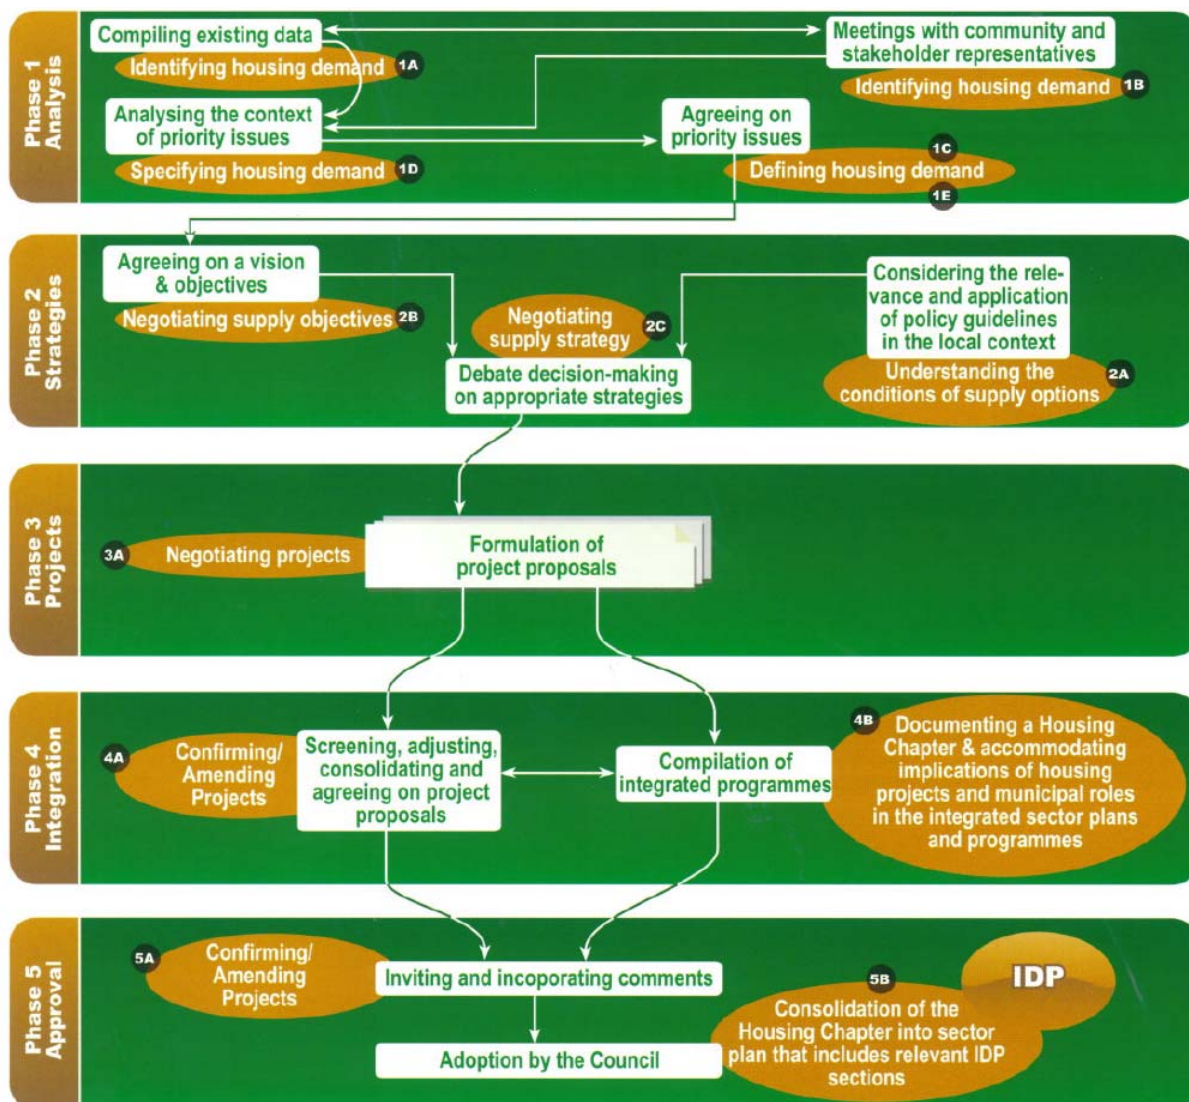 Phase 1
Analysis
Compiling existing data
Identifying housing demand
1A
Meetings with community and
stakeholder representatives
Identifying housing demand
1B
Analysing the context
of priority issues
Specifying housing demand
1D
Agreeing on
priority issues
1C
Defining housing demand
1E
Phase 2
Strategies
Agreeing on a vision
& objectives
Negotiating supply objectives
2B
Negotiating
supply strategy
2C
Debate decision-making
on appropriate strategies
Considering the rele-
vance and application
of policy guidelines
in the local context
Understanding the
conditions of supply options
2A
Phase 3
Projects
3A
Negotiating projects
Formulation of
project proposals
Phase 4
Integration
4A
Confirming/
Amending
Projects
Screening, adjusting,
consolidating and
agreeing on project
proposals
Compilation of
integrated programmes
4B
Documenting a Housing
Chapter & accommodating
implications of housing
projects and municipal roles
in the integrated sector plans
and programmes
Phase 5
Approval
5A
Confirming/
Amending
Projects
Inviting and incoporating comments
Adoption by the Council
5B
Consolidation of the
Housing Chapter into sector
plan that includes relevant IDP
sections
IDP